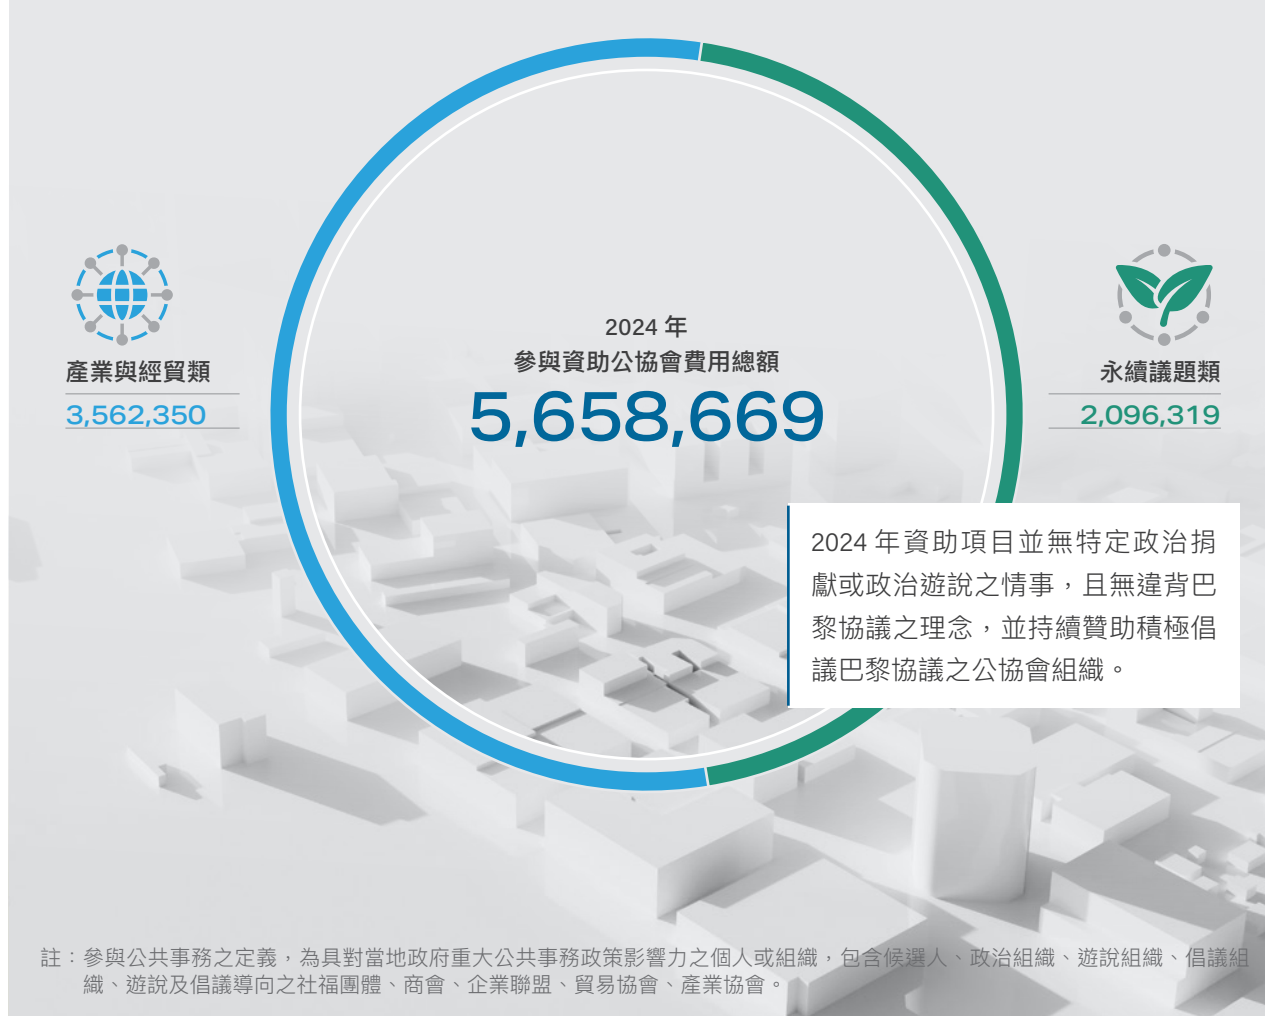 2024 年
參與資助公協會費用總額
5,658,669
產業與經貿類
3,562,350
永續議題類
2,096,319
2024 年資助項目並無特定政治捐
獻或政治遊說之情事，且無違背巴
黎協議之理念，並持續贊助積極倡
議巴黎協議之公協會組織。
註：參與公共事務之定義，為具對當地政府重大公共事務政策影響力之個人或組織，包含候選人、政治組織、遊說組織、倡議組
織、遊說及倡議導向之社福團體、商會、企業聯盟、貿易協會、產業協會。